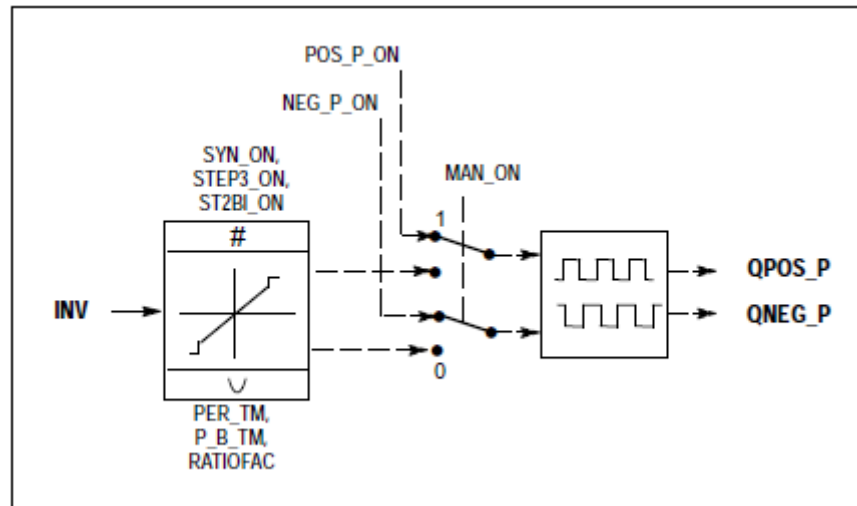 POS_P_ON
NEG_P_ON
SYN_ON,
STEP3_ON,
ST2BI_ON
MAN_ON
1
#
QPOS_P
INV
QNEG_P
0
PER_TM,
P_B_TM,
RATIOFAC